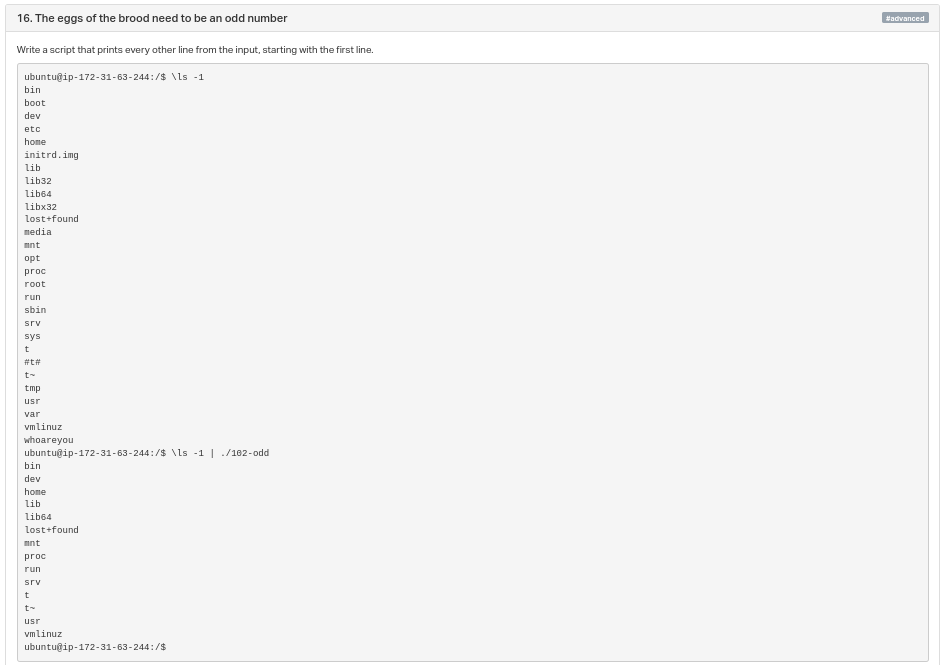 16. The eggs of the brood need to be an odd number
#advanced
Write a script that prints every other line from the input, starting with the first line.
ubuntu@ip-172-31-63-244:/$ \ls -1
bin
boot
dev
etc
home
initrd.img
lib
lib32
lib64
libx32
lost+found
media
mnt
opt
proc
root
run
sbin
srv
sys
t
#t#
t~
tmp
usr
var
vmlinuz
whoareyou
ubuntu@ip-172-31-63-244:/$ \ls -1 | ./102-odd
bin
dev
home
lib
lib64
lost+found
mnt
proc
run
srv
t
t~
usr
vmlinuz
ubuntu@ip-172-31-63-244:/$